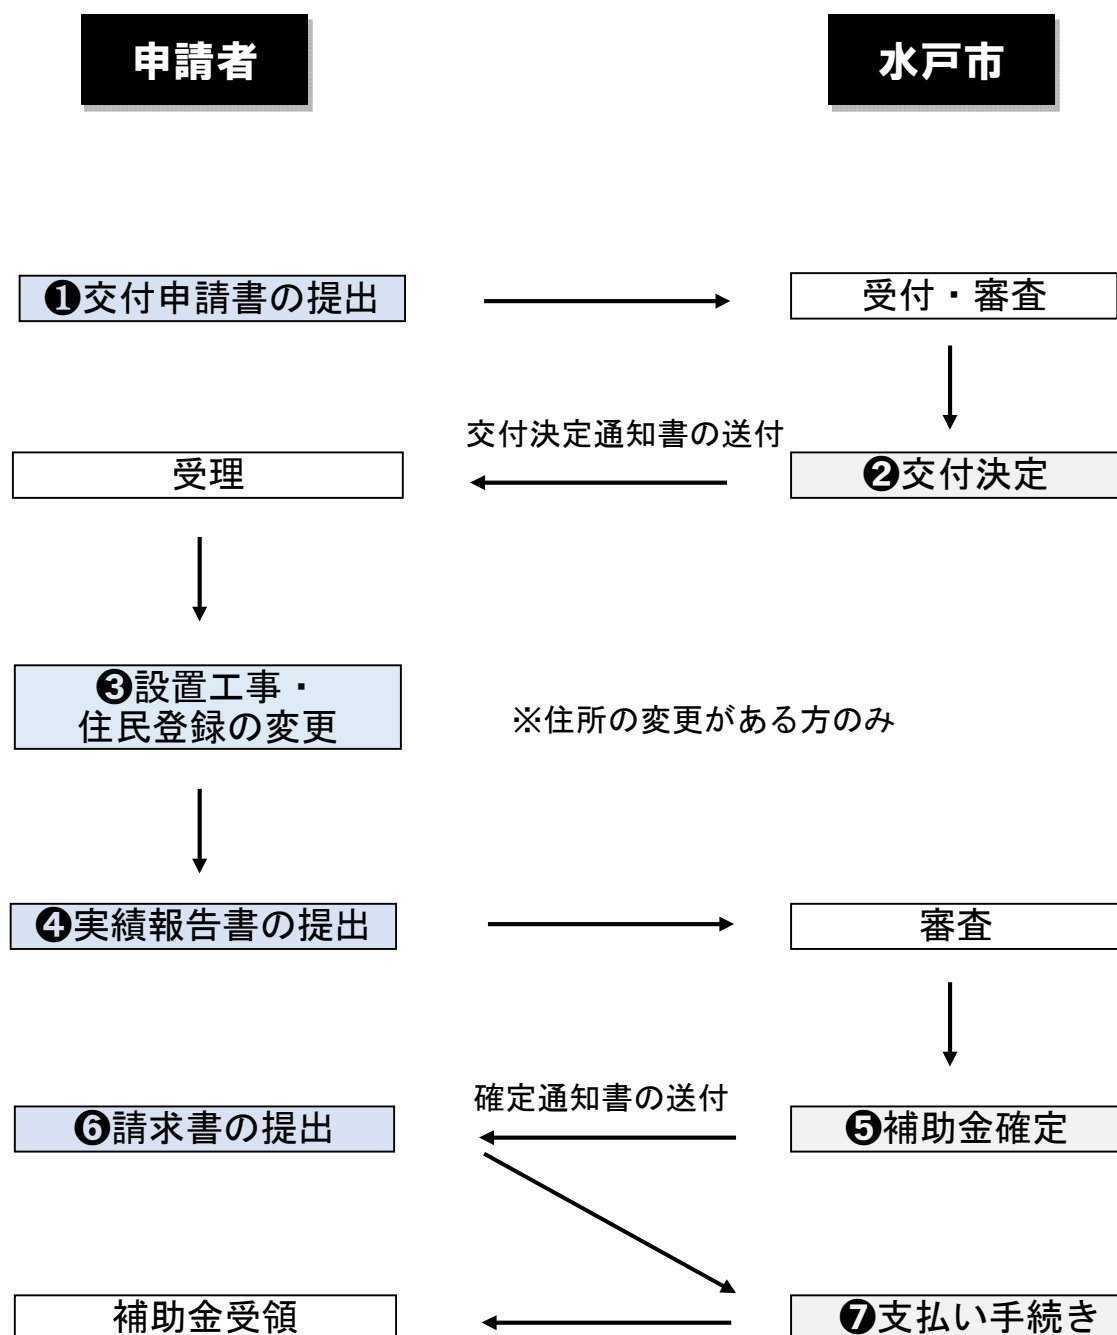 申請者
水戸市
❶交付申請書の提出
受付・審査
交付決定通知書の送付
受理
❷交付決定
❸設置工事・
住民登録の変更
※住所の変更がある方のみ
❹実績報告書の提出
審査
確定通知書の送付
❻請求書の提出
❺補助金確定
補助金受領
❼支払い手続き